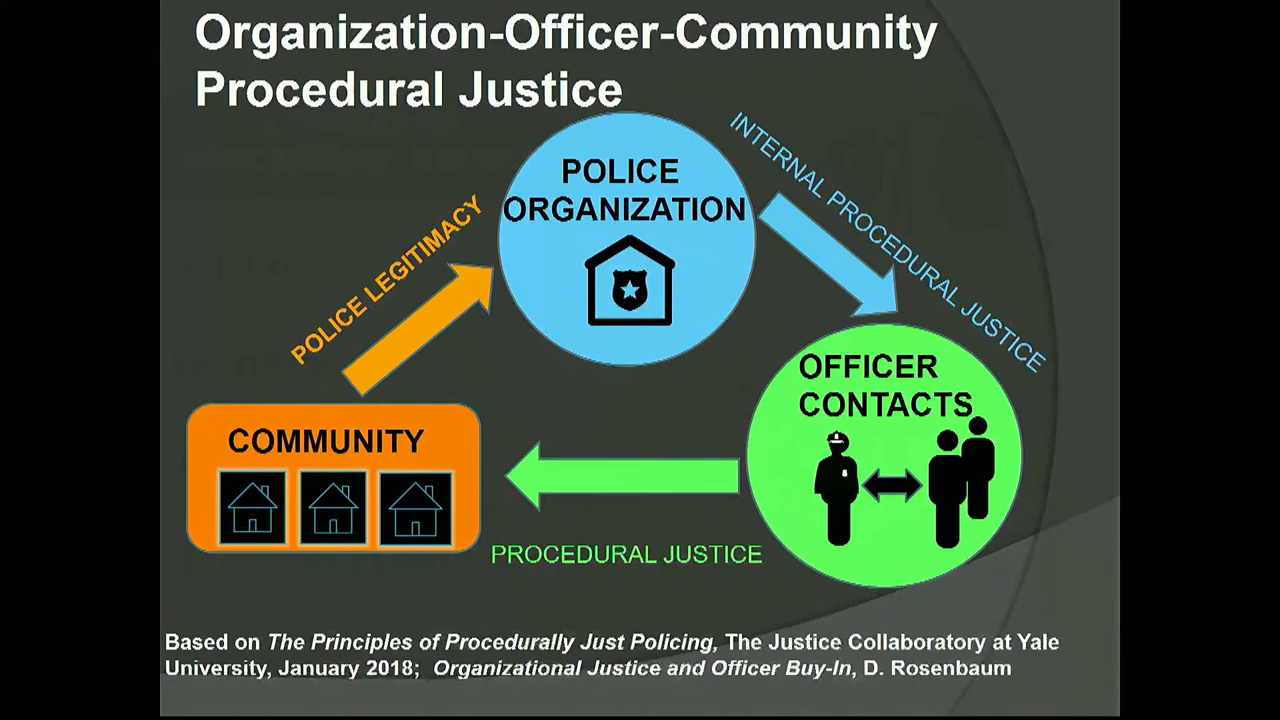 Organization-Officer-Community
Procedural Justice
POLICE
ORGANIZATION
INTERNAL PROCEDURAL JUSTICE
POLICE LEGITIMACY
OFFICER
CONTACTS
COMMUNITY
PROCEDURAL JUSTICE
Based on The Principles of Procedurally Just Policing, The Justice Collaboratory at Yale
University, January 2018; Organizational Justice and Officer Buy-In, D. Rosenbaum